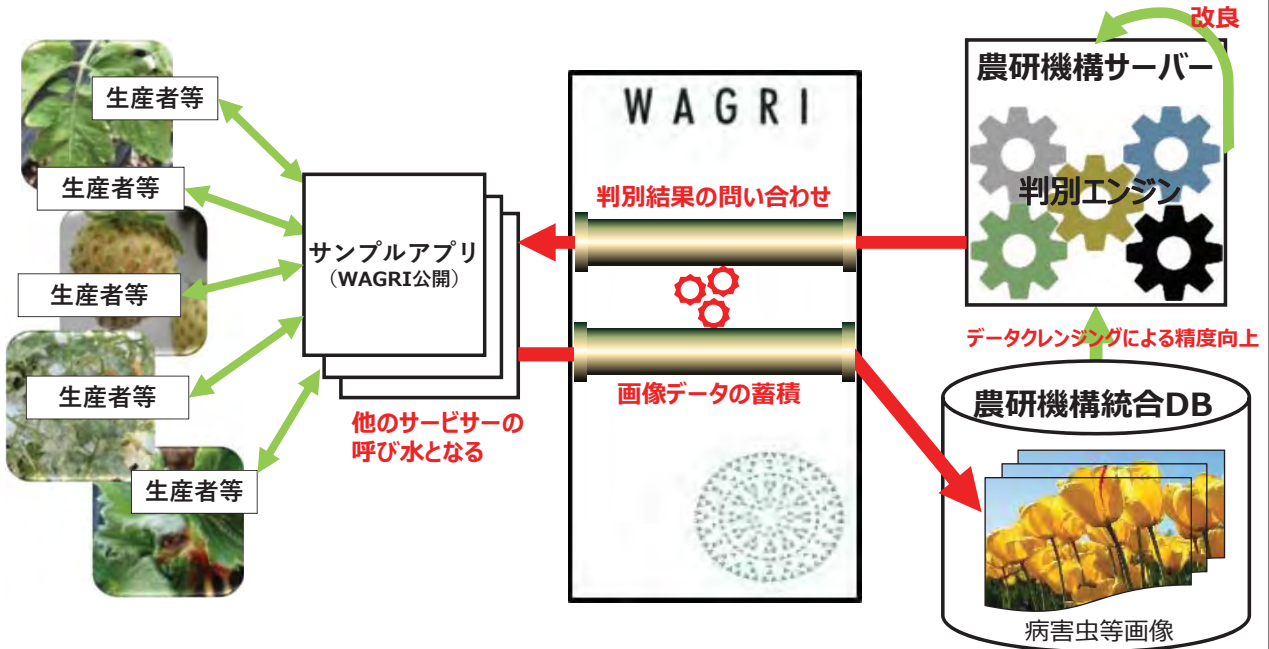 生産者等
生産者等
生産者等
生産者等
生産者等
サンプルアプリ
（WAGRI公開）
他のサービサーの
呼び水となる
WAGRI
判別結果の問い合わせ
画像データの蓄積
改良
農研機構サーバー
判別エンジン
データクレンジングによる精度向上
農研機構統合DB
病害虫等画像